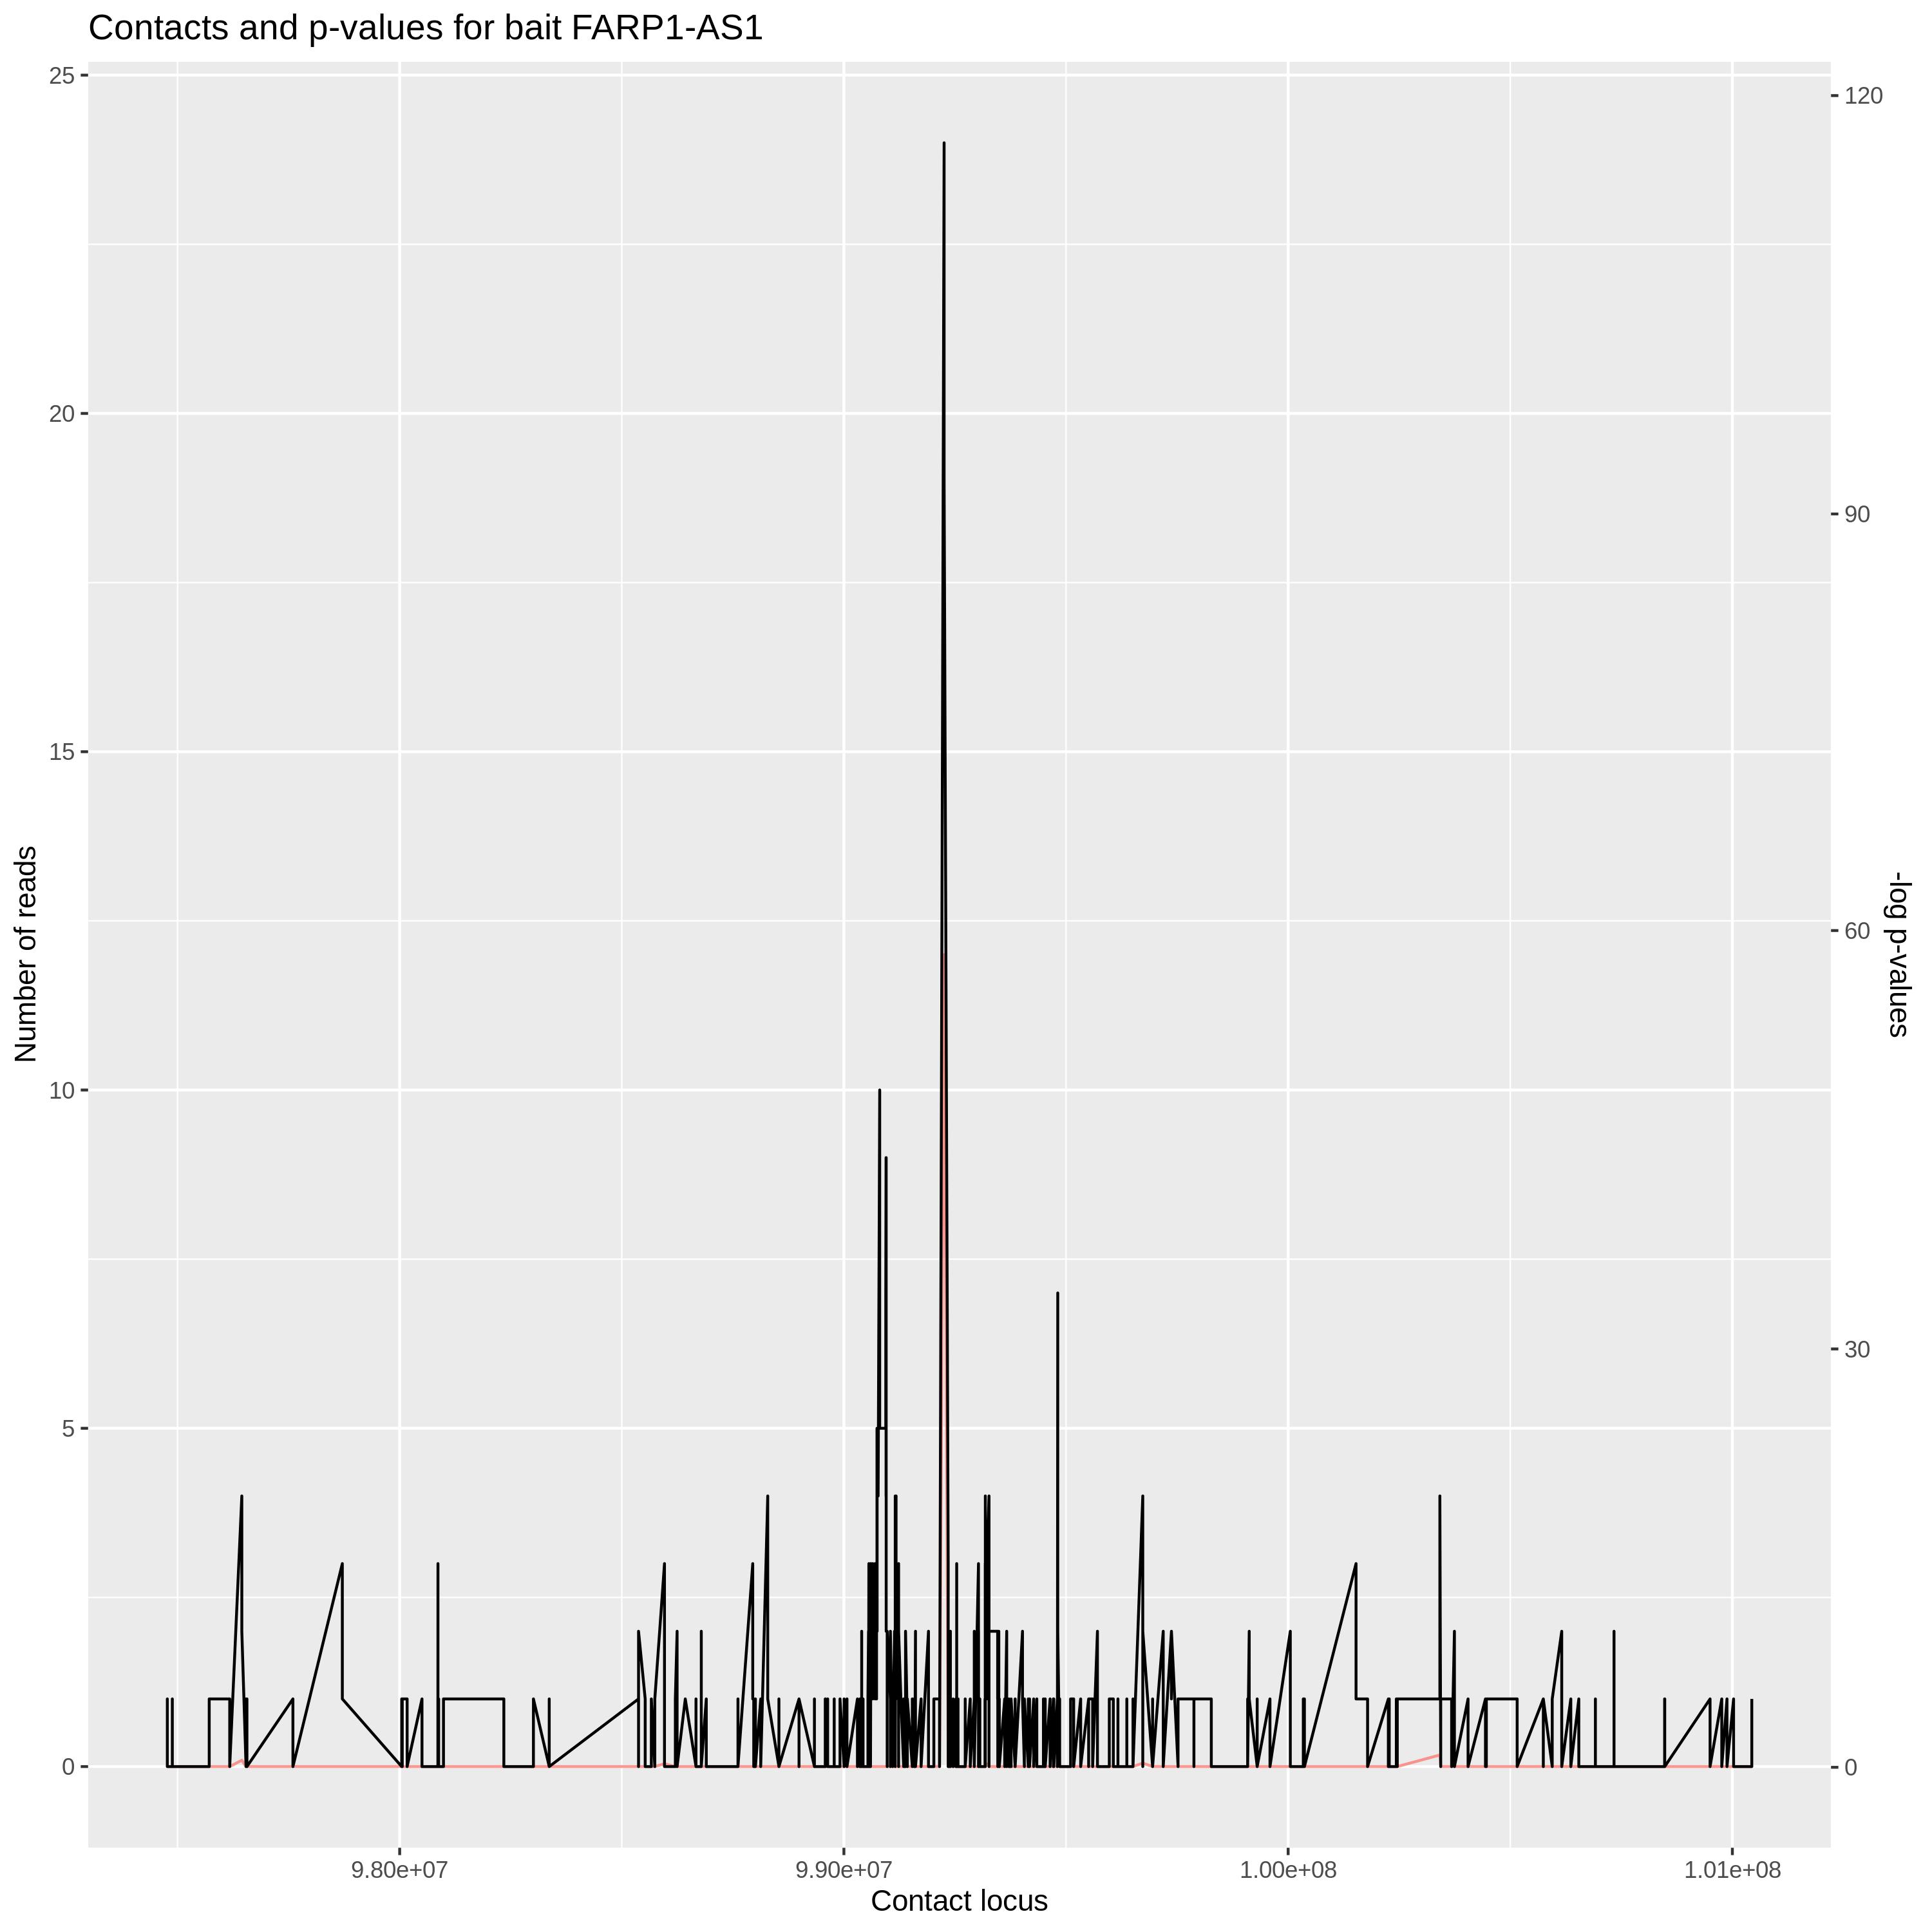 Contacts and p-values for bait FARP1-AS1
25
20
15
10
5
0
Number of reads
120
90
60
30
0
-log p-values
9.80e+07
9.90e+07
1.00e+08
1.01e+08
Contact locus